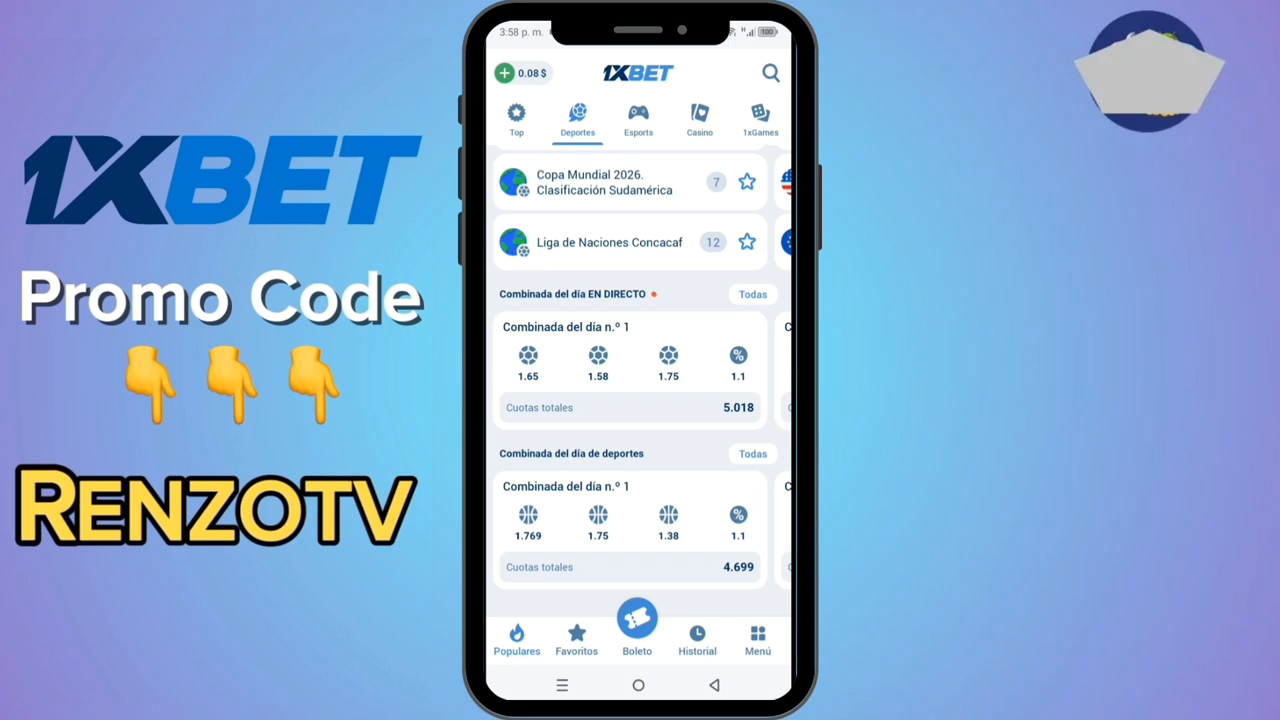 1XBET
Promo Code
RENZOTV
3:58 p. m.
H
100
0.08 $
1XBET
Top
Deportes
Esports
Casino
1xGames
Copa Mundial 2026.
Clasificación Sudamérica
7
Liga de Naciones Concacaf
12
Combinada del día EN DIRECTO
Todas
Combinada del día n.º 1
1.65
1.58
1.75
1.1
Cuotas totales
5.018
Combinada del día de deportes
Todas
Combinada del día n.º 1
1.769
1.75
1.38
1.1
Cuotas totales
4.699
Populares
Favoritos
Boleto
Historial
Menú